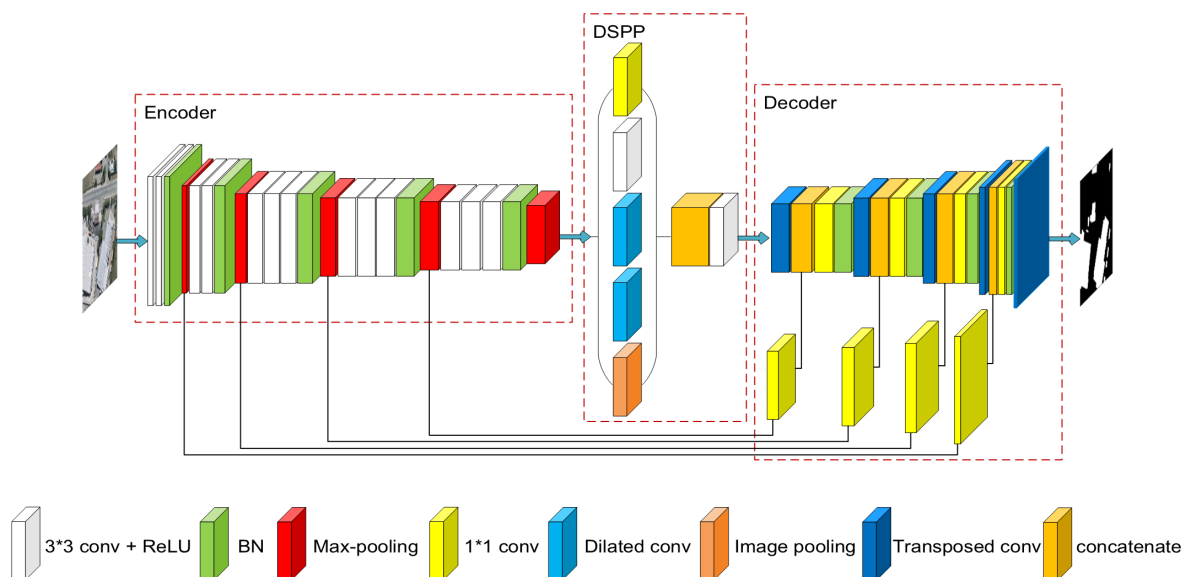 DSPP
Encoder
Decoder
3*3 conv + ReLU
BN
Max-pooling
1*1 conv
Dilated conv
Image pooling
Transposed conv
concatenate